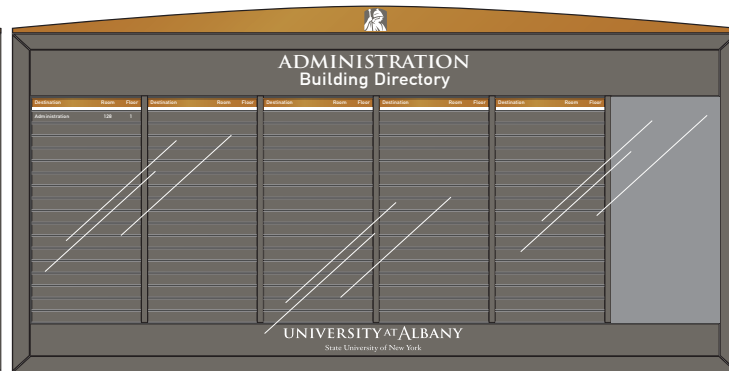 ADMINISTRATION
Building Directory
Destination Room Floor
Administration 128 1
Destination Room Floor
Destination Room Floor
Destination Room Floor
Destination Room Floor
UNIVERSITY AT ALBANY
State University of New York